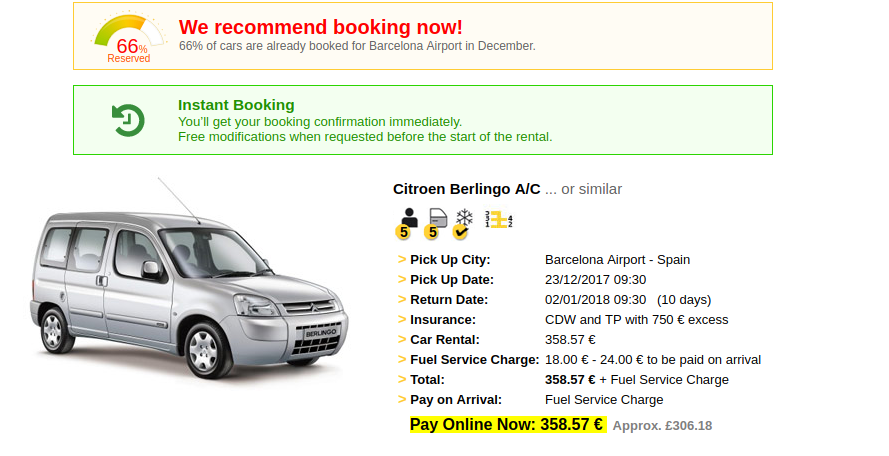 We recommend booking now!
66% of cars are already booked for Barcelona Airport in December.
66%
Reserved
Instant Booking
You'll get your booking confirmation immediately.
Free modifications when requested before the start of the rental.
Citroen Berlingo A/C ... or similar
5 5
3 3 1 4 2
BERLINGO
> Pick Up City: Barcelona Airport - Spain
> Pick Up Date: 23/12/2017 09:30
> Return Date: 02/01/2018 09:30 (10 days)
> Insurance: CDW and TP with 750 € excess
> Car Rental: 358.57 €
> Fuel Service Charge: 18.00 € - 24.00 € to be paid on arrival
> Total: 358.57 € + Fuel Service Charge
> Pay on Arrival: Fuel Service Charge
Pay Online Now: 358.57 € Approx. £306.18